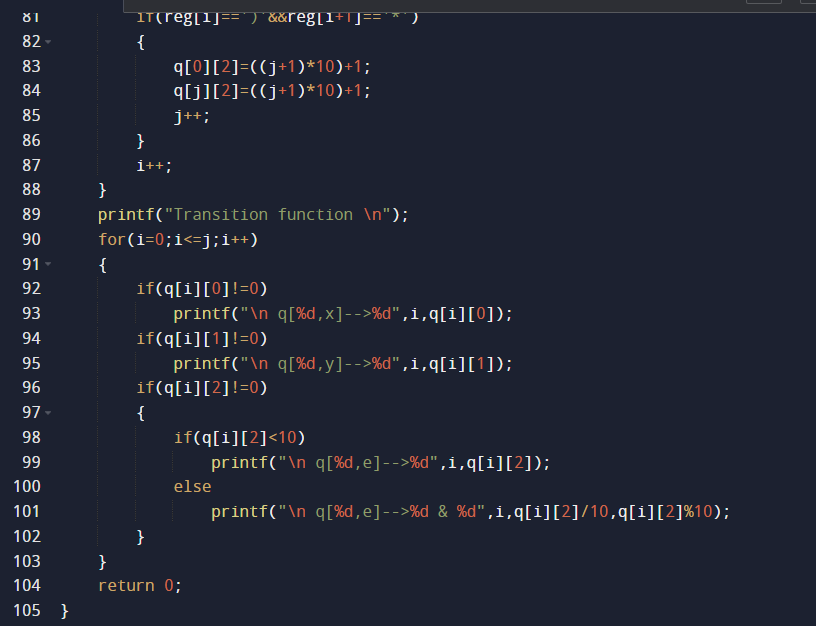 81 if(reg[i]==')'&&reg[i+1]=='*')
82 {
83 q[0][2]=((j+1)*10)+1;
84 q[j][2]=((j+1)*10)+1;
85 j++;
86 }
87 i++;
88 }
89 printf("Transition function \n");
90 for(i=0;i<=j;i++)
91 {
92 if(q[i][0]!=0)
93 printf("\n q[%d,x]-->%d",i,q[i][0]);
94 if(q[i][1]!=0)
95 printf("\n q[%d,y]-->%d",i,q[i][1]);
96 if(q[i][2]!=0)
97 {
98 if(q[i][2]<10)
99 printf("\n q[%d,e]-->%d",i,q[i][2]);
100 else
101 printf("\n q[%d,e]-->%d & %d",i,q[i][2]/10,q[i][2]%10);
102 }
103 }
104 return 0;
105 }